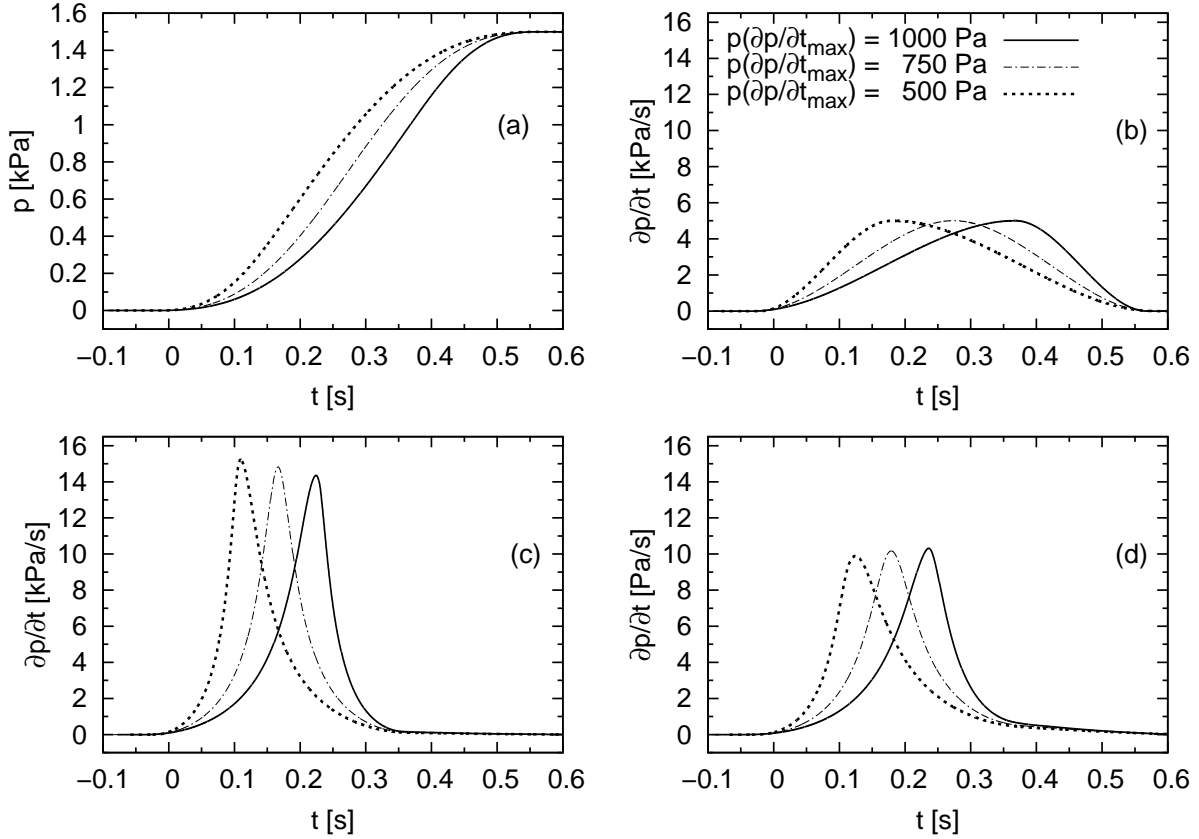 1.6
1.4
1.2
1
0.8
0.6
0.4
0.2
0
p [kPa]
(a)
−0.1 0 0.1 0.2 0.3 0.4 0.5 0.6
t [s]
16
14
12
10
8
6
4
2
0
∂p/∂t [kPa/s]
p(∂p/∂tmax) = 1000 Pa
p(∂p/∂tmax) = 750 Pa
p(∂p/∂tmax) = 500 Pa
(b)
−0.1 0 0.1 0.2 0.3 0.4 0.5 0.6
t [s]
16
14
12
10
8
6
4
2
0
∂p/∂t [kPa/s]
(c)
−0.1 0 0.1 0.2 0.3 0.4 0.5 0.6
t [s]
16
14
12
10
8
6
4
2
0
∂p/∂t [Pa/s]
(d)
−0.1 0 0.1 0.2 0.3 0.4 0.5 0.6
t [s]